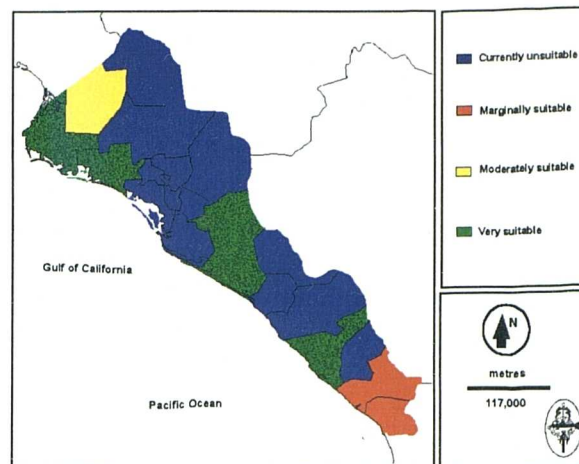 Currently unsuitable
Marginally suitable
Moderately suitable
Very suitable
Gulf of California
Pacific Ocean
N
metres
117,000